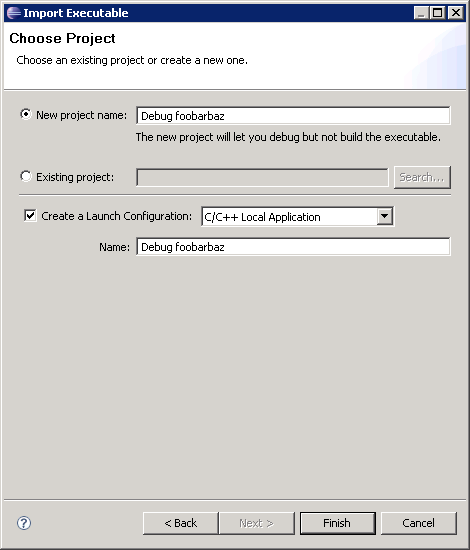 Import Executable
Choose Project
Choose an existing project or create a new one.
New project name: Debug foobarbaz
The new project will let you debug but not build the executable.
Existing project: Search...
Create a Launch Configuration: C/C++ Local Application
Name: Debug foobarbaz
? < Back Next > Finish Cancel